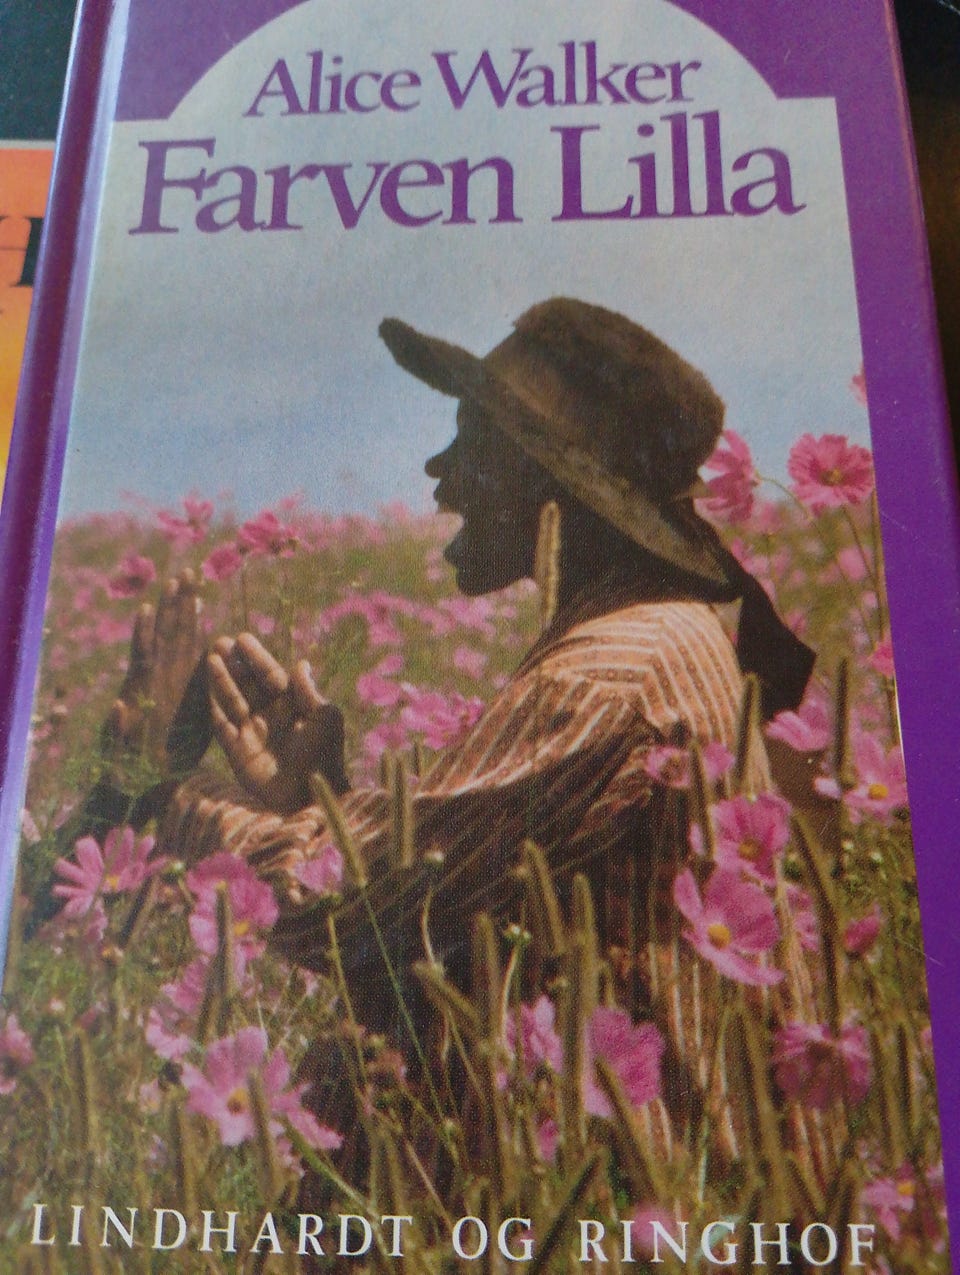 Alice Walker
Farven Lilla
LINDHARDT OG RINGHOF